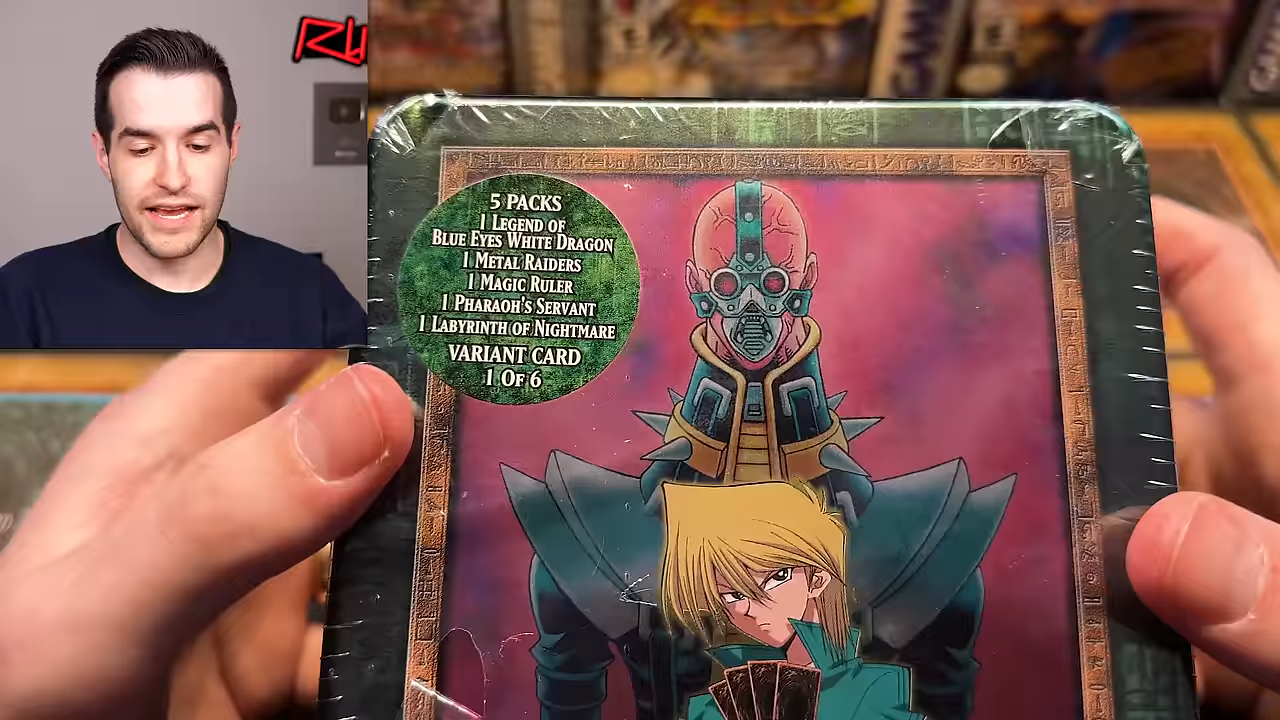 5 PACKS
1 LEGEND OF
BLUE EYES WHITE DRAGON
1 METAL RAIDERS
1 MAGIC RULER
1 PHARAOH'S SERVANT
1 LABYRINTH OF NIGHTMARE
VARIANT CARD
1 OF 6